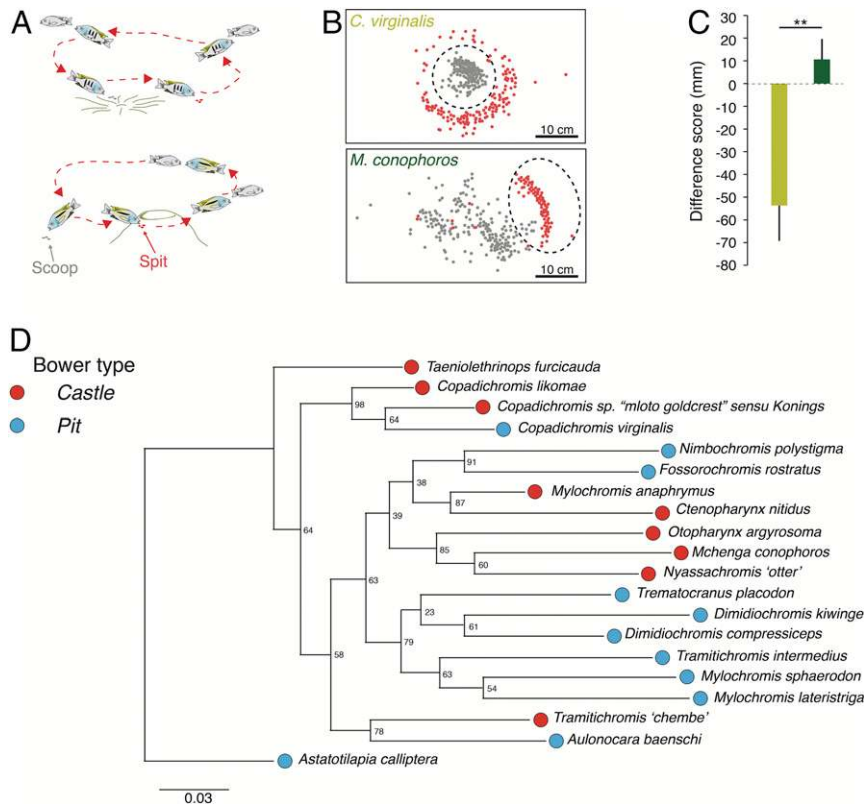 A
Scoop
Spit
B
C. virginalis
10 cm
M. conophoros
10 cm
C
**
Difference score (mm)
30
20
10
0
-10
-20
-30
-40
-50
-60
-70
-80
D
Bower type
Castle
Pit
Taeniolethrinops furcicauda
Copadichromis likomae
98
Copadichromis sp. “mloto goldcrest” sensu Konings
64
Copadichromis virginalis
Nimbochromis polystigma
91
Fossorochromis rostratus
38
Mylochromis anaphrymus
87
Ctenopharynx nitidus
39
64
Otopharynx argyrosoma
85
Mchenga conophoros
60
Nyassachromis ‘otter’
63
Trematocranus placodon
23
Dimidiochromis kiwinge
61
Dimidiochromis compressiceps
79
58
Tramitichromis intermedius
63
Mylochromis sphaerodon
54
Mylochromis lateristriga
Tramitichromis ‘chembe’
78
Aulonocara baenschi
Astatotilapia calliptera
0.03